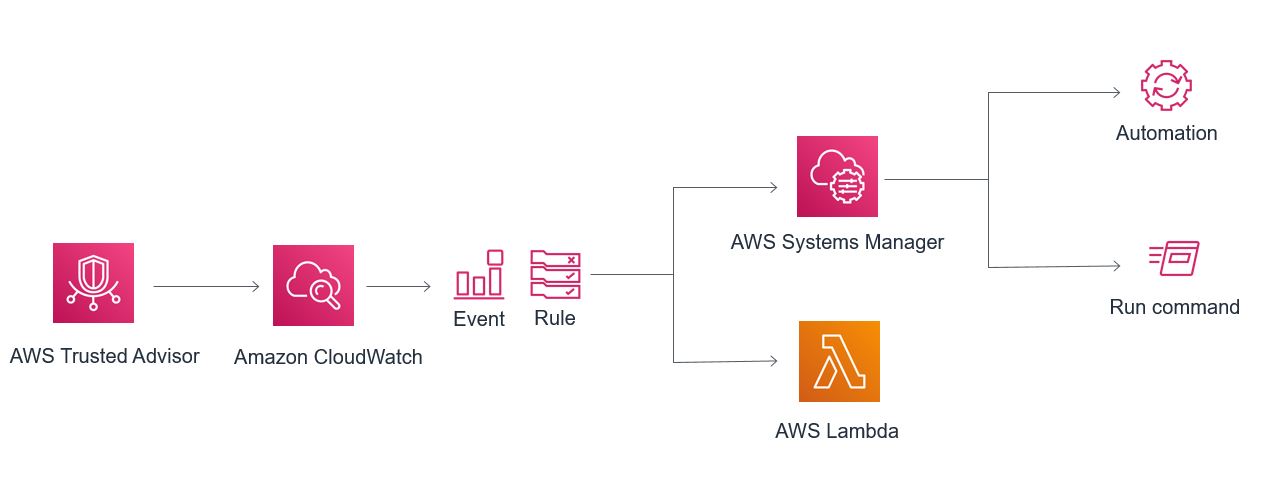 Automation
AWS Systems Manager
Run command
Event
Rule
AWS Trusted Advisor
Amazon CloudWatch
AWS Lambda